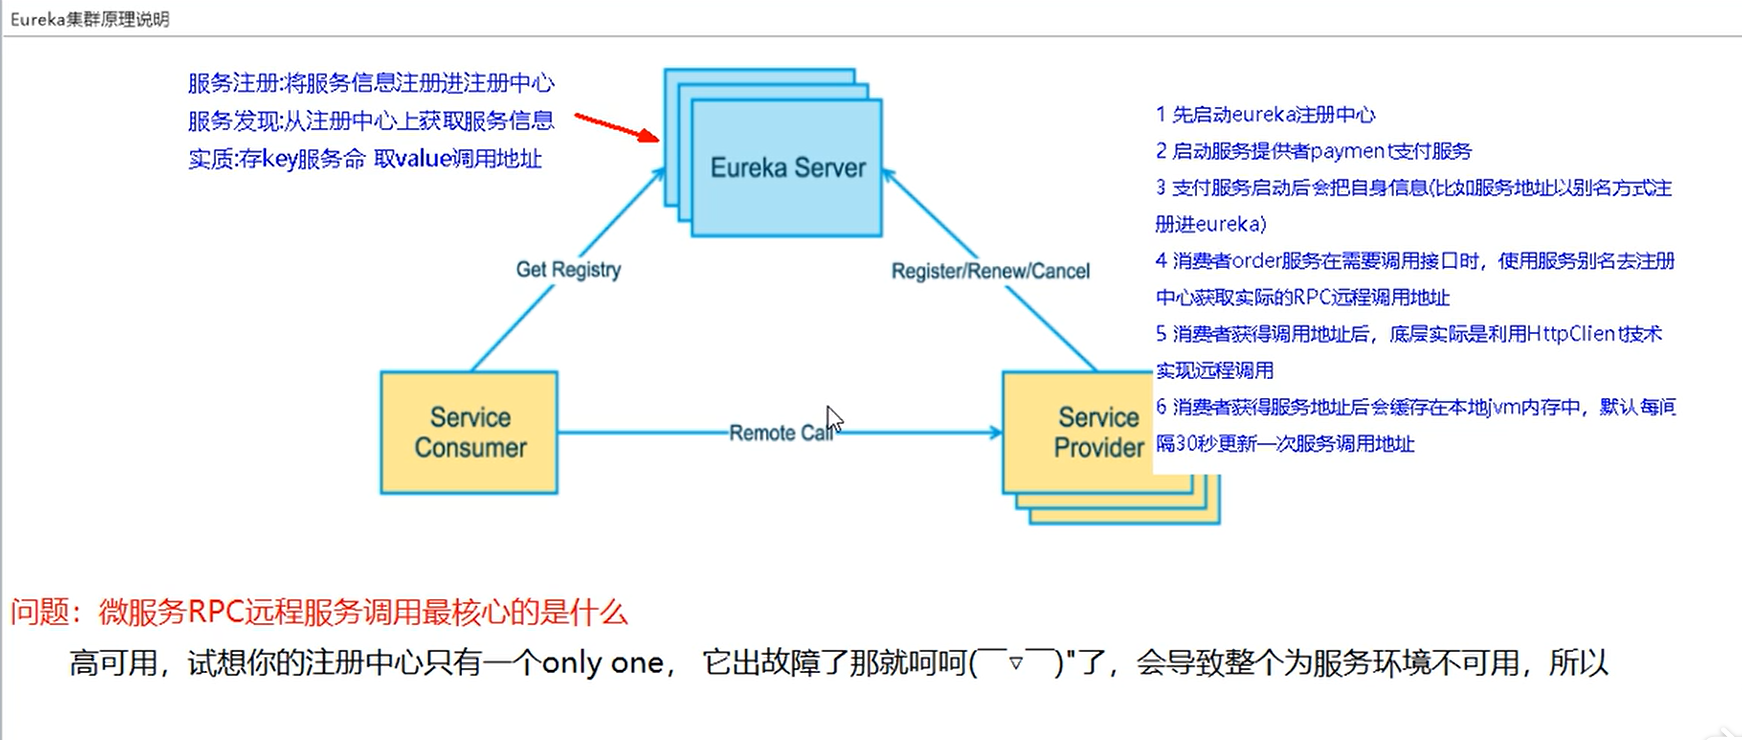 Eureka集群原理说明
服务注册:将服务信息注册进注册中心
服务发现:从注册中心上获取服务信息
实质:存key服务命 取value调用地址
Eureka Server
Get Registry
Register/Renew/Cancel
Service
Consumer
Remote Call
Service
Provider
1 先启动eureka注册中心
2 启动服务提供者payment支付服务
3 支付服务启动后会把自身信息(比如服务地址以别名方式注
册进eureka)
4 消费者order服务在需要调用接口时，使用服务别名去注册
中心获取实际的RPC远程调用地址
5 消费者获得调用地址后，底层实际是利用HttpClient技术
实现远程调用
6 消费者获得服务地址后会缓存在本地jvm内存中，默认每间
隔30秒更新一次服务调用地址
问题：微服务RPC远程服务调用最核心的是什么
高可用，试想你的注册中心只有一个only one， 它出故障了那就呵呵(￣▽￣)"了，会导致整个为服务环境不可用，所以